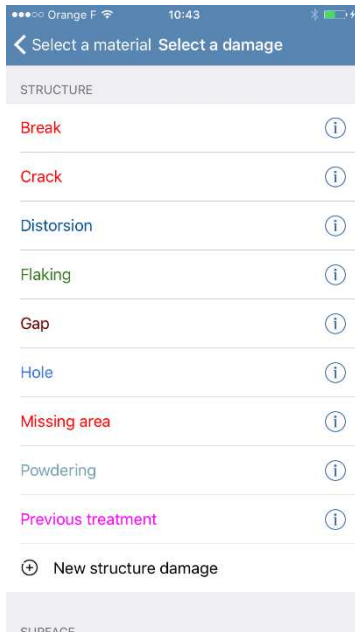 Orange F 10:43
Select a material Select a damage
STRUCTURE
Break
Crack
Distorsion
Flaking
Gap
Hole
Missing area
Powdering
Previous treatment
New structure damage
SURFACE